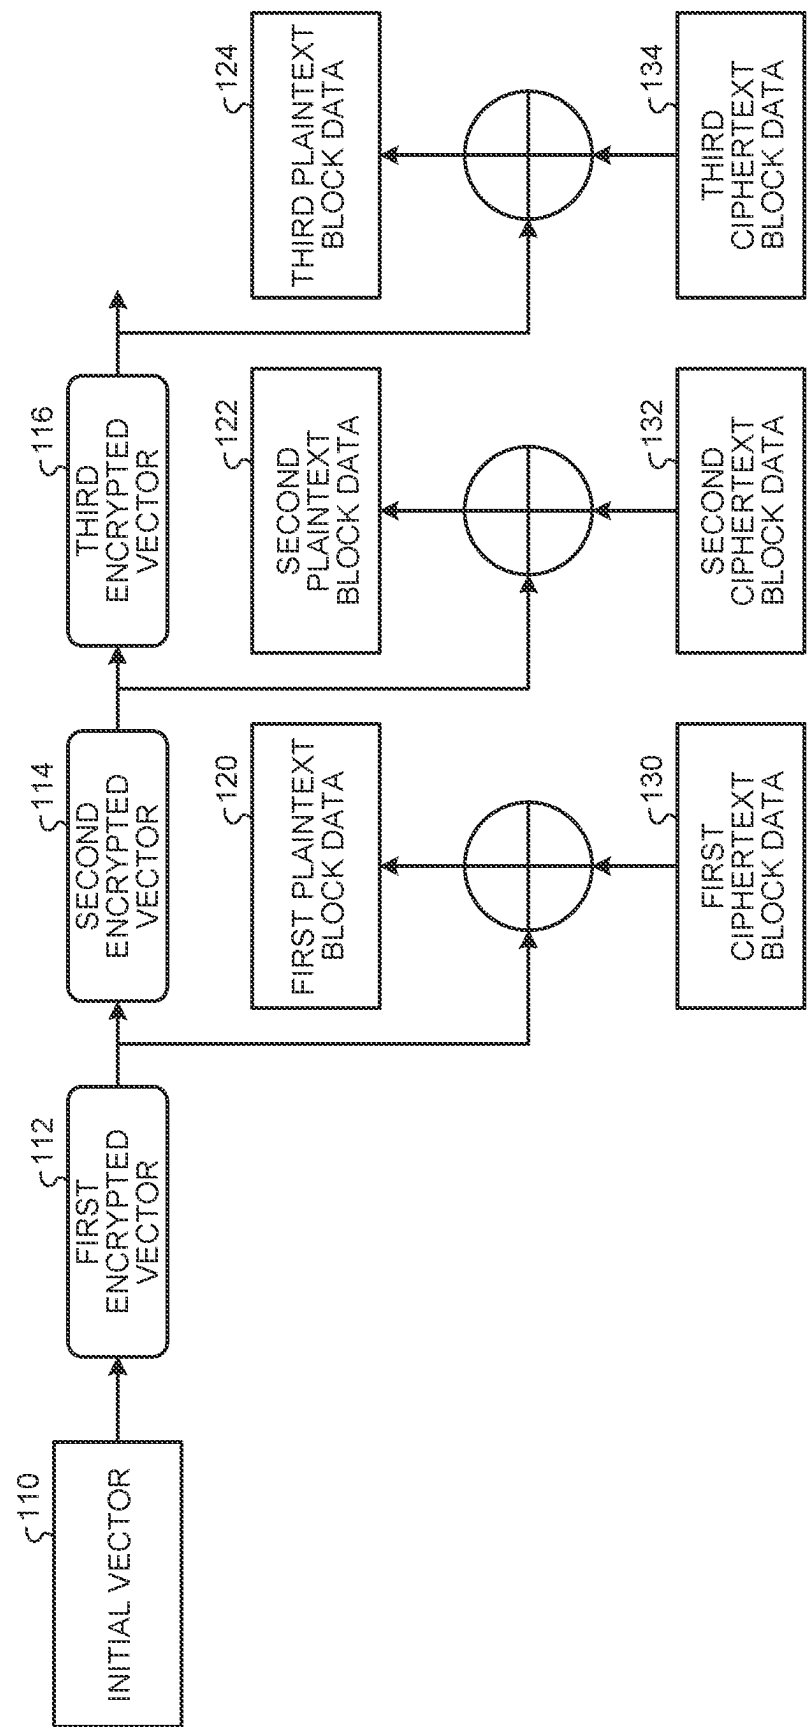 110
INITIAL VECTOR
112
FIRST
ENCRYPTED
VECTOR
114
SECOND
ENCRYPTED
VECTOR
116
THIRD
ENCRYPTED
VECTOR
120
FIRST PLAINTEXT
BLOCK DATA
122
SECOND
PLAINTEXT
BLOCK DATA
124
THIRD PLAINTEXT
BLOCK DATA
130
FIRST
CIPHERTEXT
BLOCK DATA
132
SECOND
CIPHERTEXT
BLOCK DATA
134
THIRD
CIPHERTEXT
BLOCK DATA